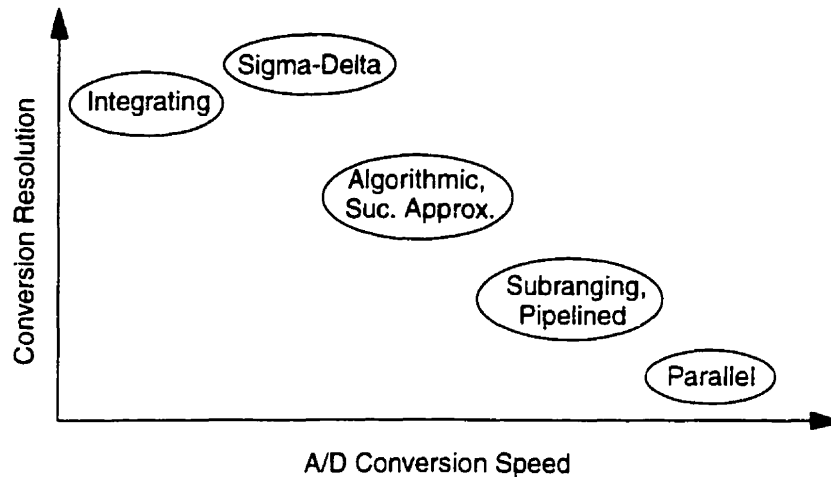 Sigma-Delta
Integrating
Algorithmic,
Suc. Approx.
Subranging,
Pipelined
Parallel
Conversion Resolution
A/D Conversion Speed